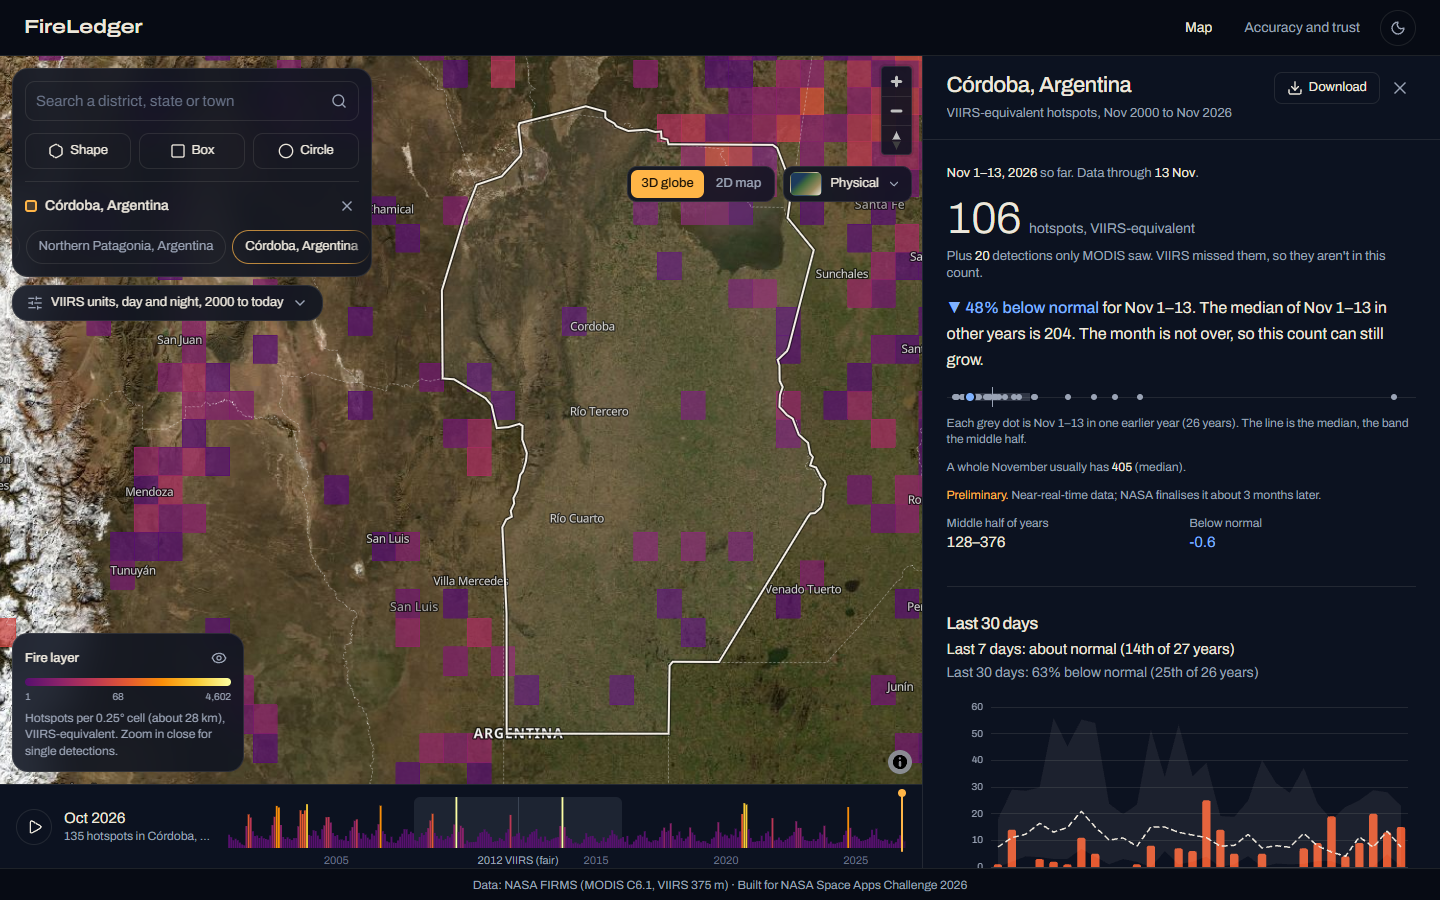 FireLedger
Map
Accuracy and trust
Search a district, state or town
Shape
Box
Circle
Córdoba, Argentina
Northern Patagonia, Argentina
Córdoba, Argentina
VIIRS units, day and night, 2000 to today
3D globe
2D map
Physical
Chamical
Santa Fe
Sunchales
San Juan
Cordoba
Río Tercero
Mendoza
Río Cuarto
San Luis
Tunuyán
Villa Mercedes
Venado Tuerto
San Luis
Junín
ARGENTINA
Fire layer
1 68 4,602
Hotspots per 0.25° cell (about 28 km),
VIIRS-equivalent. Zoom in close for
single detections.
Oct 2026
135 hotspots in Córdoba, ...
2005 2012 VIIRS (fair) 2015 2020 2025
Córdoba, Argentina
VIIRS-equivalent hotspots, Nov 2000 to Nov 2026
Download
Nov 1–13, 2026 so far. Data through 13 Nov.
106 hotspots, VIIRS-equivalent
Plus 20 detections only MODIS saw. VIIRS missed them, so they aren't in this
count.
▼ 48% below normal for Nov 1–13. The median of Nov 1–13 in
other years is 204. The month is not over, so this count can still
grow.
Each grey dot is Nov 1–13 in one earlier year (26 years). The line is the median, the band
the middle half.
A whole November usually has 405 (median).
Preliminary. Near-real-time data; NASA finalises it about 3 months later.
Middle half of years
128–376
Below normal
-0.6
Last 30 days
Last 7 days: about normal (14th of 27 years)
Last 30 days: 63% below normal (25th of 26 years)
60
50
40
30
20
10
0
Data: NASA FIRMS (MODIS C6.1, VIIRS 375 m) · Built for NASA Space Apps Challenge 2026